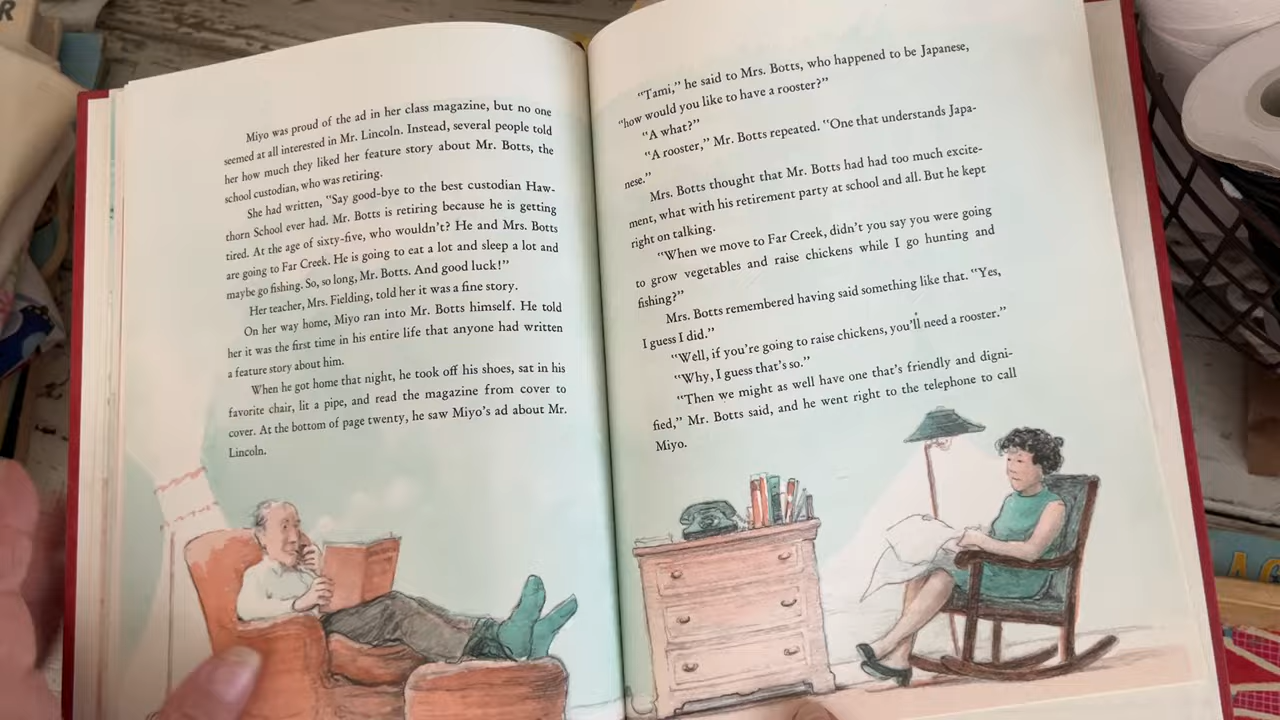 Miyo was proud of the ad in her class magazine, but no one
seemed at all interested in Mr. Lincoln. Instead, several people told
her how much they liked her feature story about Mr. Botts, the
school custodian, who was retiring.
She had written, “Say good-bye to the best custodian Haw-
thorn School ever had. Mr. Botts is retiring because he is getting
tired. At the age of sixty-five, who wouldn’t? He and Mrs. Botts
are going to Far Creek. He is going to eat a lot and sleep a lot and
maybe go fishing. So, so long, Mr. Botts. And good luck!”
Her teacher, Mrs. Fielding, told her it was a fine story.
On her way home, Miyo ran into Mr. Botts himself. He told
her it was the first time in his entire life that anyone had written
a feature story about him.
When he got home that night, he took off his shoes, sat in his
favorite chair, lit a pipe, and read the magazine from cover to
cover. At the bottom of page twenty, he saw Miyo’s ad about Mr.
Lincoln.
“Tami,” he said to Mrs. Botts, who happened to be Japanese,
“how would you like to have a rooster?”
“A what?”
“A rooster,” Mr. Botts repeated. “One that understands Japa-
nese.”
Mrs. Botts thought that Mr. Botts had had too much excite-
ment, what with his retirement party at school and all. But he kept
right on talking.
“When we move to Far Creek, didn’t you say you were going
to grow vegetables and raise chickens while I go hunting and
fishing?”
Mrs. Botts remembered having said something like that. “Yes,
I guess I did.”
“Well, if you’re going to raise chickens, you’ll need a rooster.”
“Why, I guess that’s so.”
“Then we might as well have one that’s friendly and digni-
fied,” Mr. Botts said, and he went right to the telephone to call
Miyo.